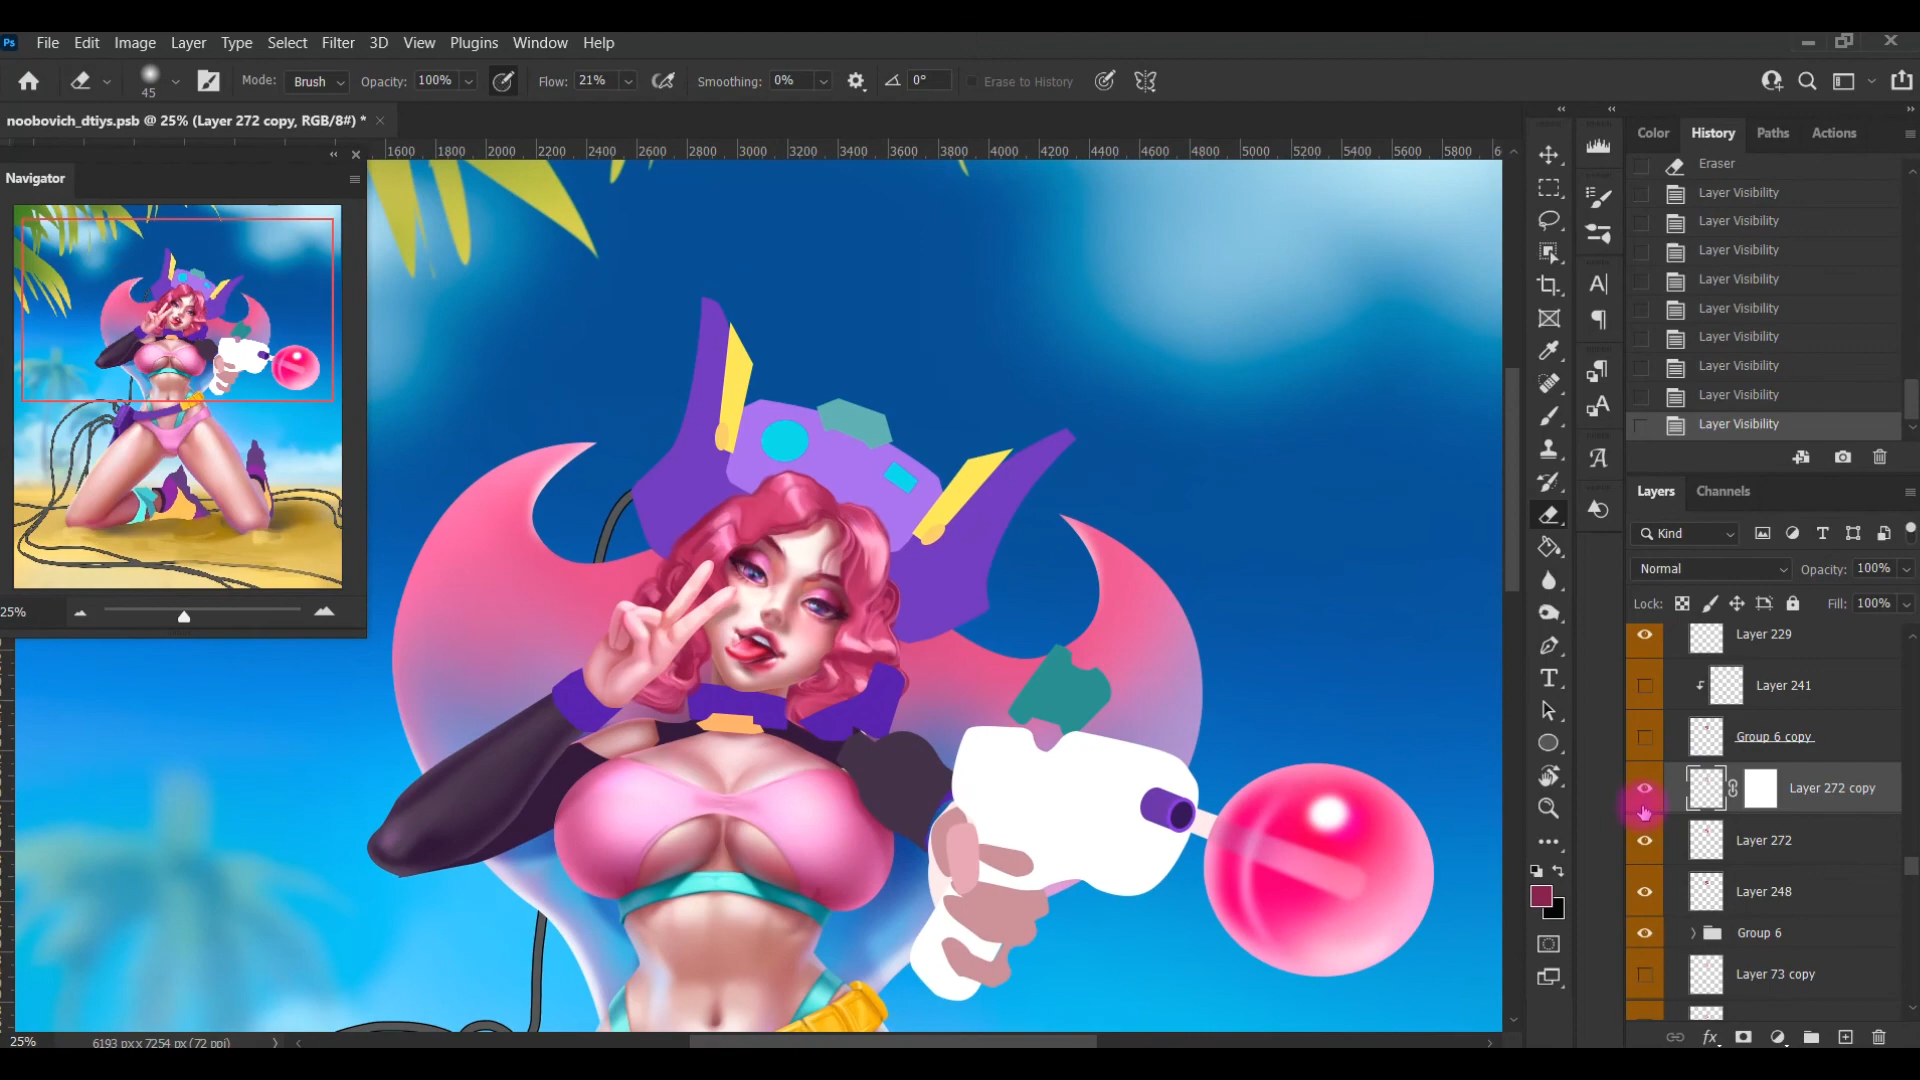 Ps File Edit Image Layer Type Select Filter 3D View Plugins Window Help
45 Mode: Brush Opacity: 100% Flow: 21% Smoothing: 0% 0° Erase to History
noobovich_dtiys.psb @ 25% (Layer 272 copy, RGB/8#) *
1600 1800 2000 2200 2400 2600 2800 3000 3200 3400 3600 3800 4000 4200 4400 4600 4800 5000 5200 5400 5600 5800 6
Navigator
25%
Color History Paths Actions
Eraser
Layer Visibility
Layer Visibility
Layer Visibility
Layer Visibility
Layer Visibility
Layer Visibility
Layer Visibility
Layer Visibility
Layer Visibility
Layers Channels
Kind
Normal Opacity: 100%
Lock: Fill: 100%
Layer 229
Layer 241
Group 6 copy
Layer 272 copy
Layer 272
Layer 248
Group 6
Layer 73 copy
fx
25% 6193 px x 7254 px (72 ppi)